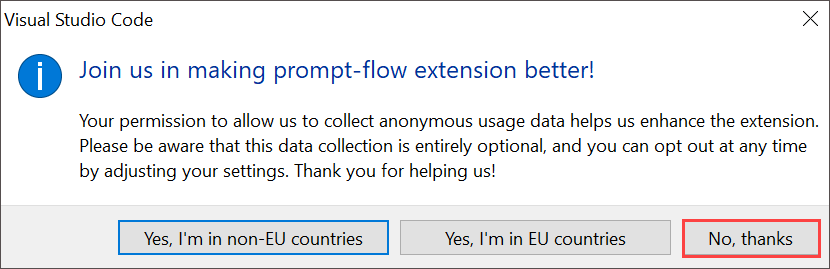 Visual Studio Code
Join us in making prompt-flow extension better!
Your permission to allow us to collect anonymous usage data helps us enhance the extension.
Please be aware that this data collection is entirely optional, and you can opt out at any time
by adjusting your settings. Thank you for helping us!
Yes, I'm in non-EU countries
Yes, I'm in EU countries
No, thanks